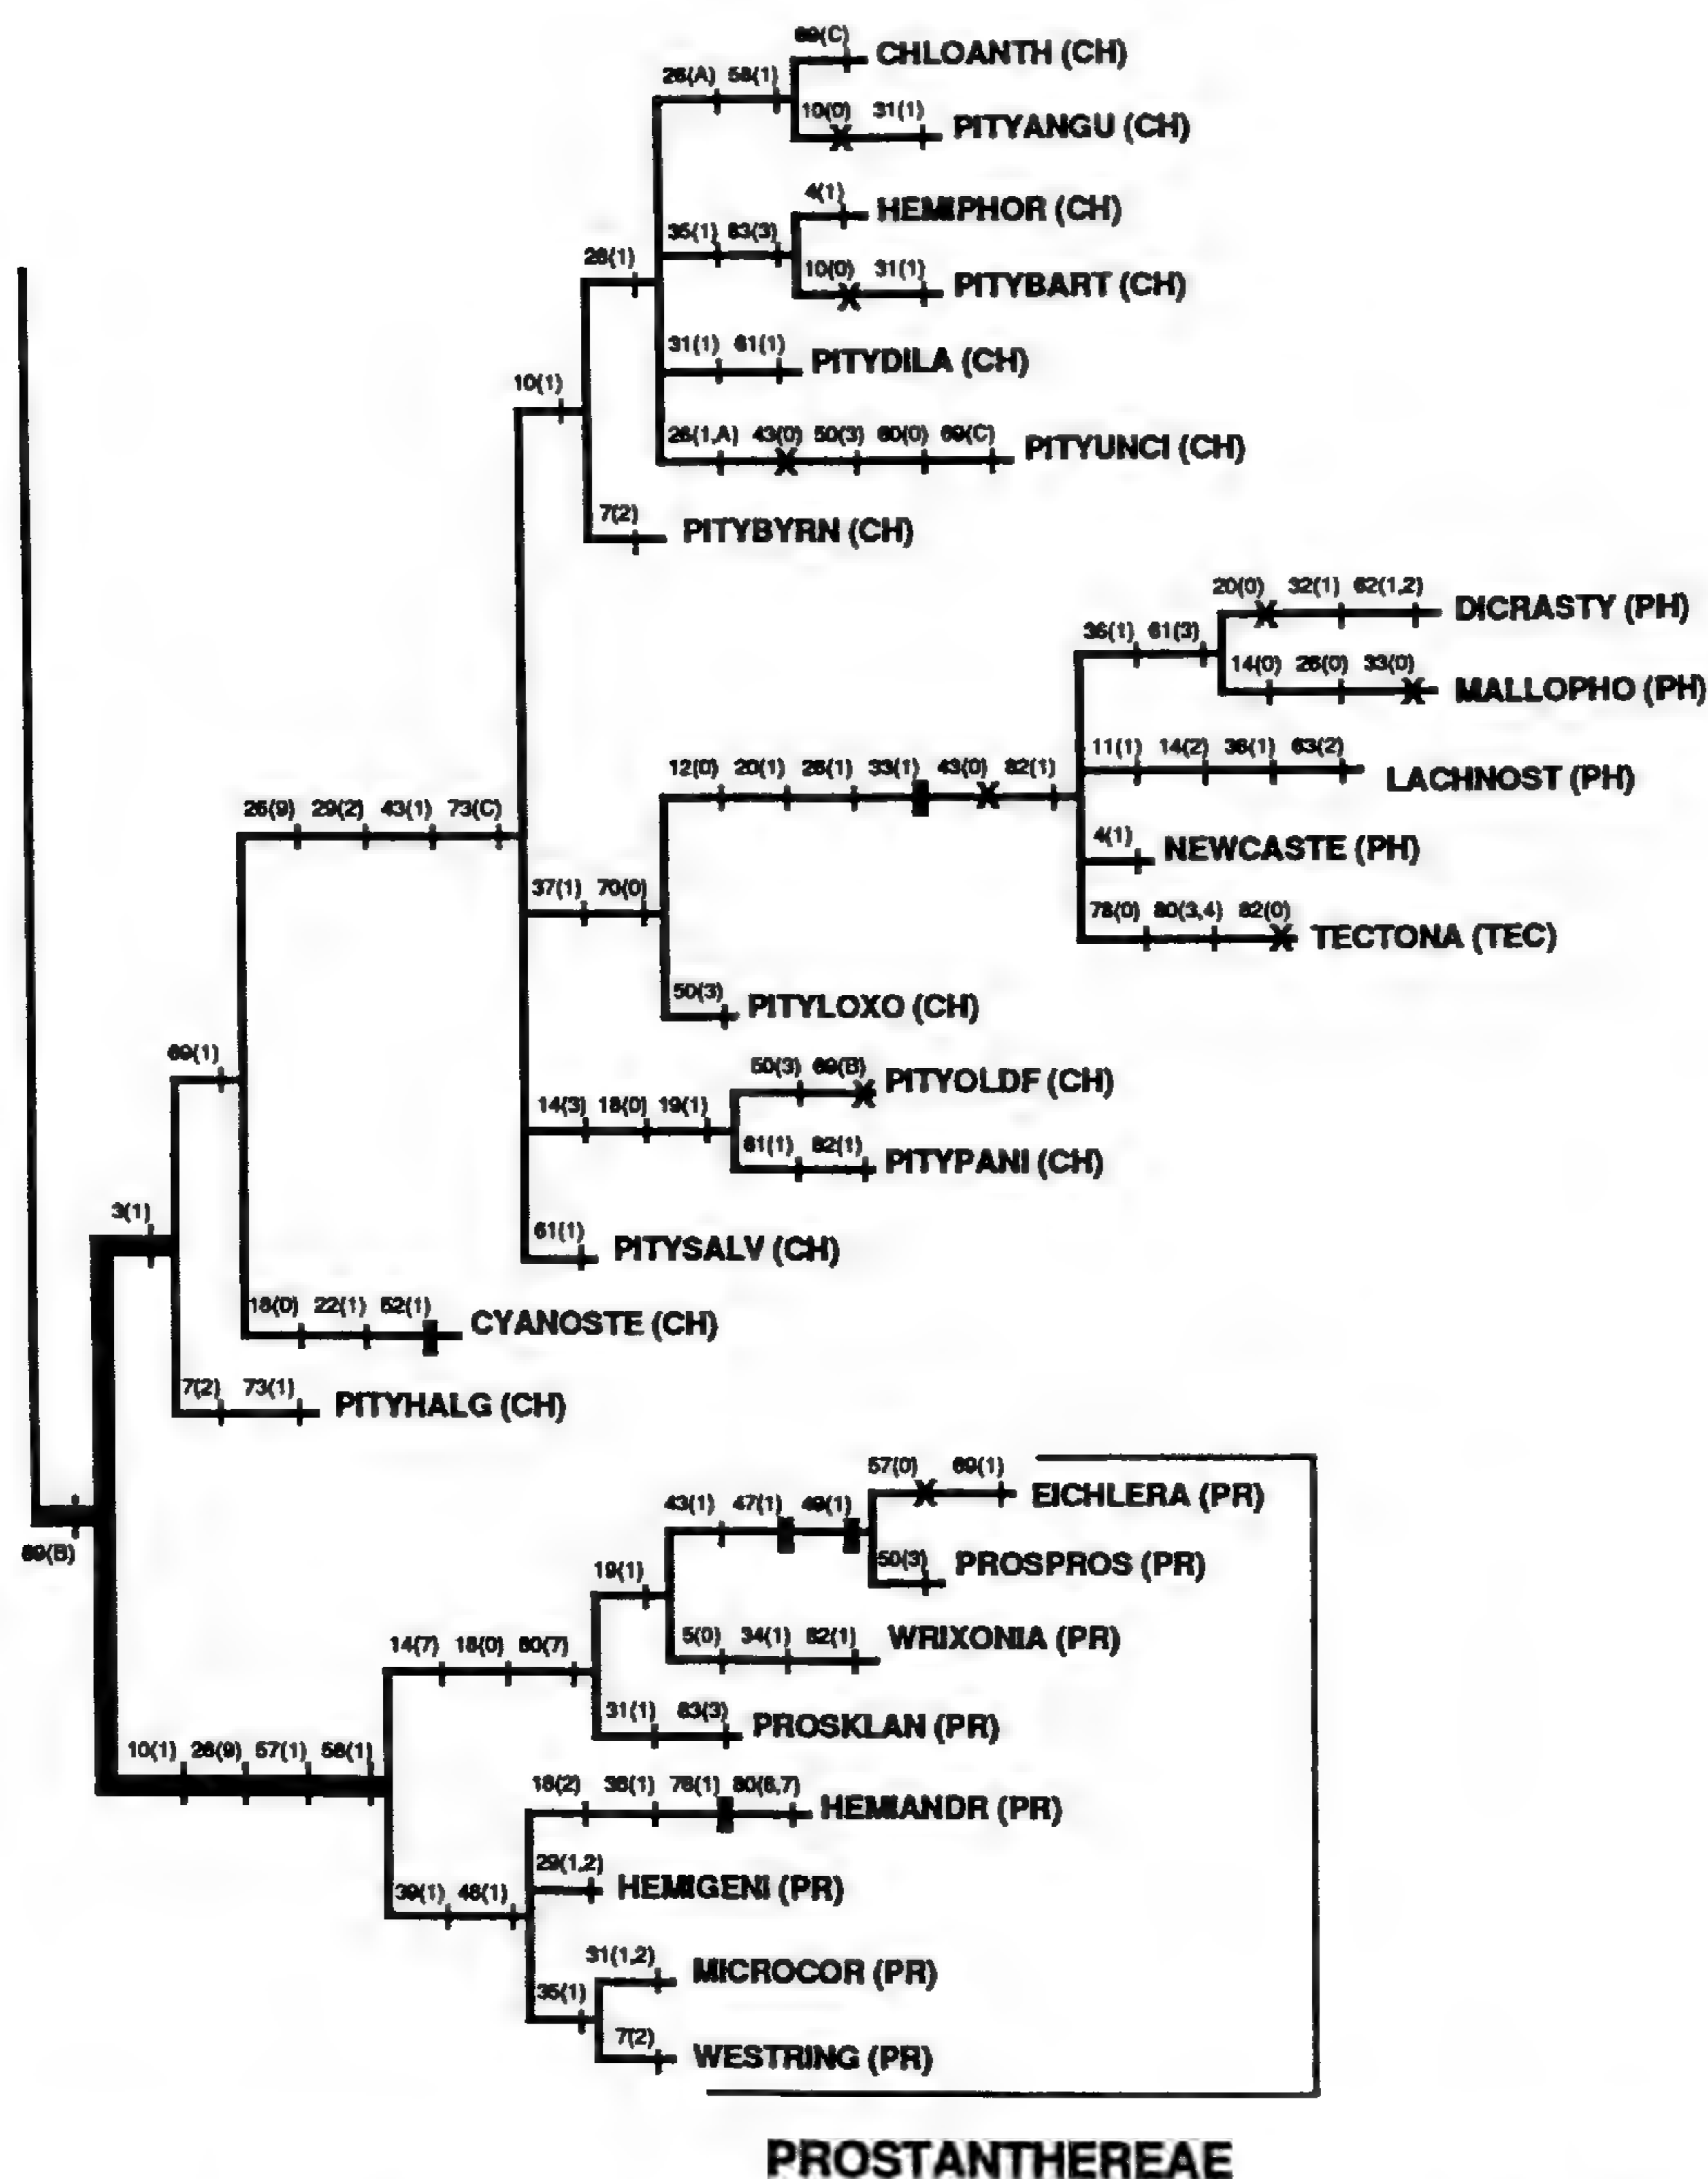 69(C)
CHLOANTH (CH)
26(A) 58(1)
10(0) 31(1)
PITYANGU (CH)
4(1)
HEMIPHOR (CH)
35(1) 83(3)
10(0) 31(1)
PITYBART (CH)
28(1)
31(1) 61(1)
PITYDILA (CH)
10(1)
26(1,A) 43(0) 50(3) 60(0) 69(C)
PITYUNCI (CH)
7(2)
PITYBYRN (CH)
20(0) 32(1) 62(1,2)
DICRASTY (PH)
36(1) 61(3)
14(0) 26(0) 33(0)
MALLOPHO (PH)
11(1) 14(2) 36(1) 63(2)
LACHNOST (PH)
12(0) 20(1) 26(1) 33(1) 43(0) 82(1)
4(1)
NEWCASTE (PH)
26(9) 29(2) 43(1) 73(C)
37(1) 70(0)
78(0) 80(3,4) 82(0)
TECTONA (TEC)
50(3)
PITYLOXO (CH)
69(1)
50(3) 69(B)
PITYOLDF (CH)
14(3) 18(0) 19(1)
61(1) 82(1)
PITYPANI (CH)
3(1)
61(1)
PITYSALV (CH)
18(0) 22(1) 52(1)
CYANOSTE (CH)
7(2) 73(1)
PITYHALG (CH)
57(0) 69(1)
EICHLERA (PR)
43(1) 47(1) 49(1)
69(B)
50(3)
PROSPROS (PR)
19(1)
5(0) 34(1) 82(1)
WRIXONIA (PR)
14(7) 18(0) 80(7)
31(1) 83(3)
PROSKLAN (PR)
10(1) 26(9) 57(1) 58(1)
18(2) 36(1) 76(1) 80(6,7)
HEMIANDR (PR)
29(1,2)
HEMIGENI (PR)
39(1) 48(1)
31(1,2)
MICROCOR (PR)
35(1)
7(2)
WESTRING (PR)
PROSTANTHEREAE